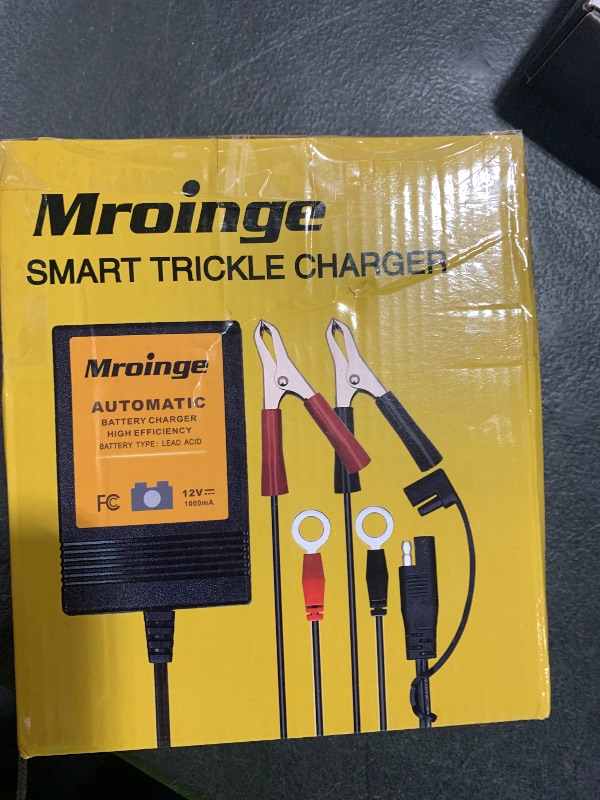 Mroinge
SMART TRICKLE CHARGER
Mroinge
AUTOMATIC
BATTERY CHARGER
HIGH EFFICIENCY
BATTERY TYPE: LEAD ACID
FC 12V⎓
1000mA